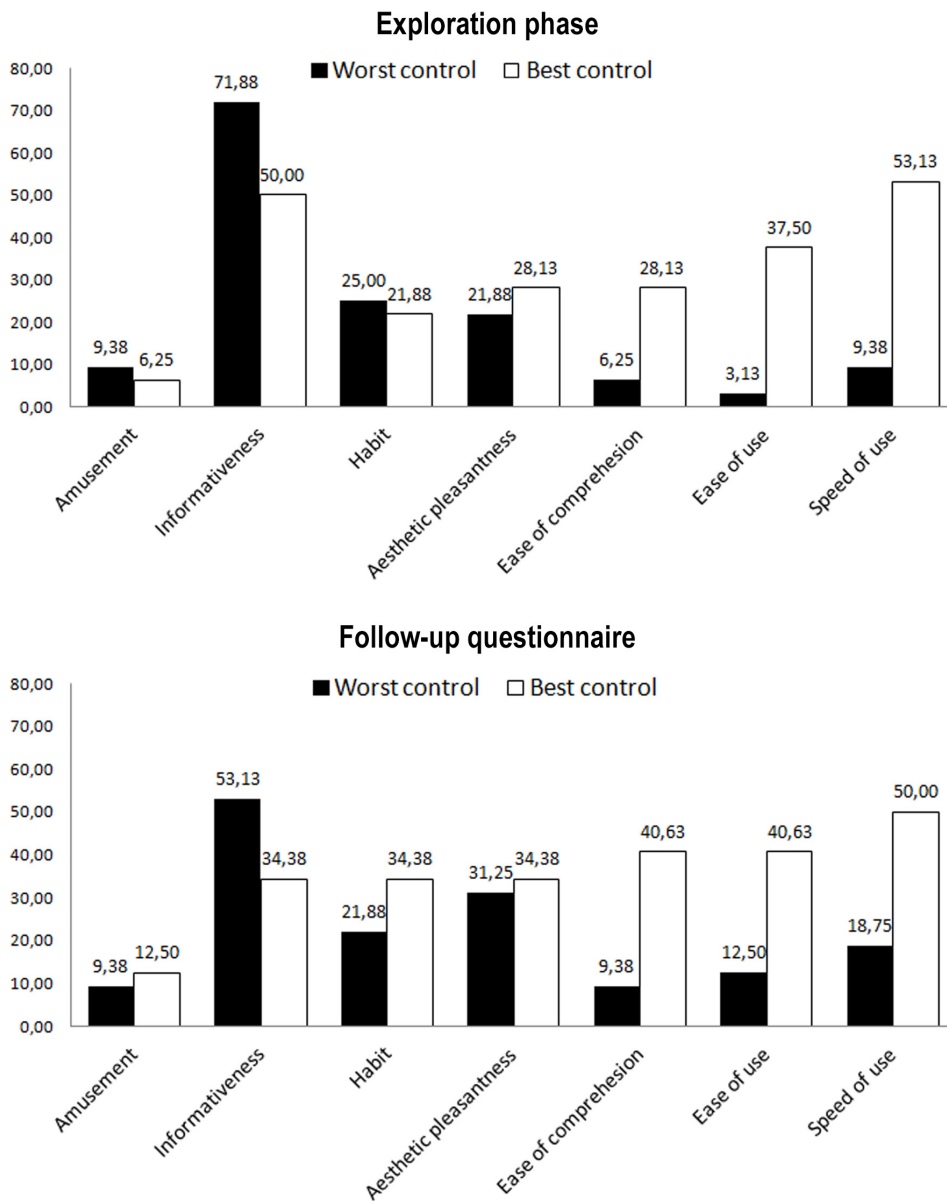 Exploration phase
Worst control Best control
80,00
70,00
60,00
50,00
40,00
30,00
20,00
10,00
0,00
9,38
6,25
71,88
50,00
25,00
21,88
21,88
28,13
6,25
28,13
3,13
37,50
9,38
53,13
Amusement
Informativeness
Habit
Aesthetic pleasantness
Ease of comprehesion
Ease of use
Speed of use
Follow-up questionnaire
Worst control Best control
80,00
70,00
60,00
50,00
40,00
30,00
20,00
10,00
0,00
9,38
12,50
53,13
34,38
21,88
34,38
31,25
34,38
9,38
40,63
12,50
40,63
18,75
50,00
Amusement
Informativeness
Habit
Aesthetic pleasantness
Ease of comprehesion
Ease of use
Speed of use